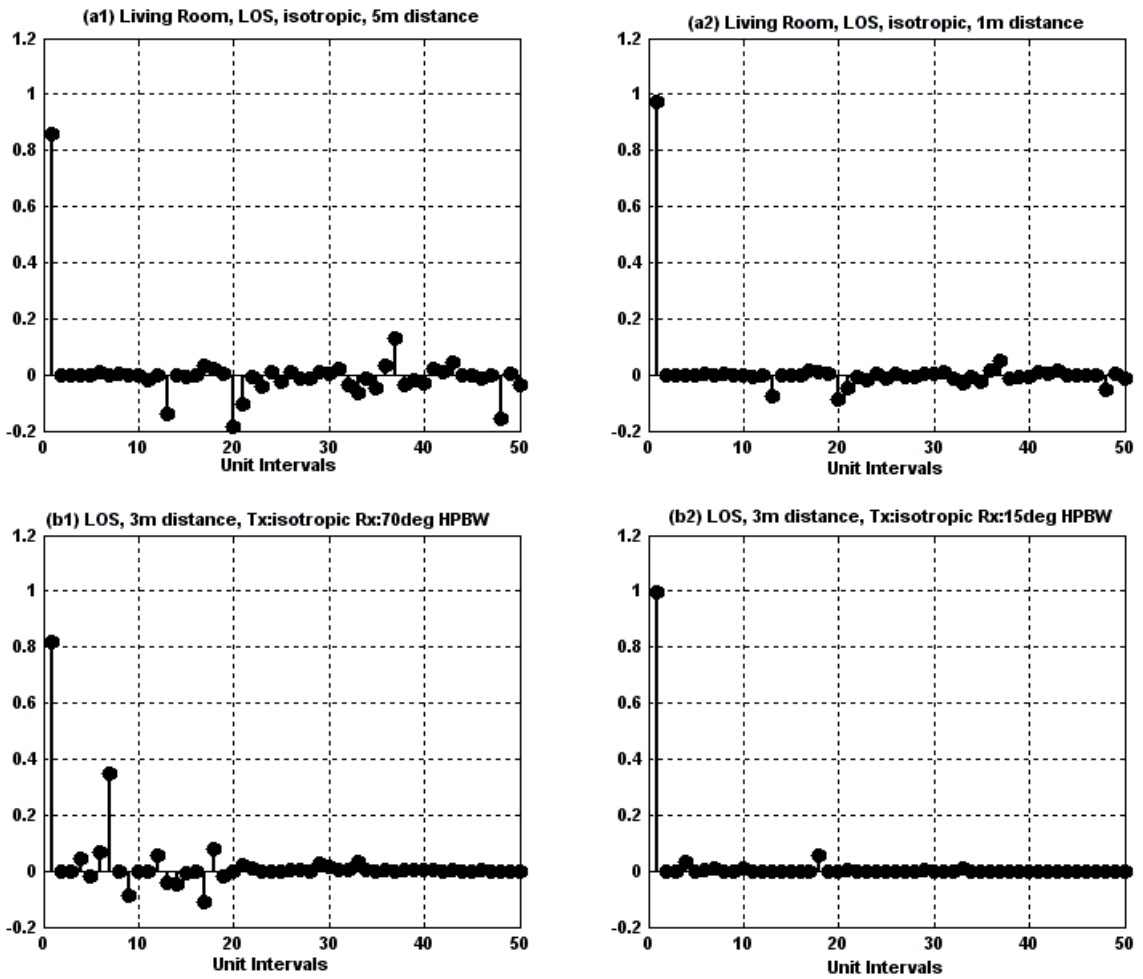 (a1) Living Room, LOS, isotropic, 5m distance
1.2
1
0.8
0.6
0.4
0.2
0
-0.2
0 10 20 30 40 50
Unit Intervals
(a2) Living Room, LOS, isotropic, 1m distance
1.2
1
0.8
0.6
0.4
0.2
0
-0.2
0 10 20 30 40 50
Unit Intervals
(b1) LOS, 3m distance, Tx:isotropic Rx:70deg HPBW
1.2
1
0.8
0.6
0.4
0.2
0
-0.2
0 10 20 30 40 50
Unit Intervals
(b2) LOS, 3m distance, Tx:isotropic Rx:15deg HPBW
1.2
1
0.8
0.6
0.4
0.2
0
-0.2
0 10 20 30 40 50
Unit Intervals